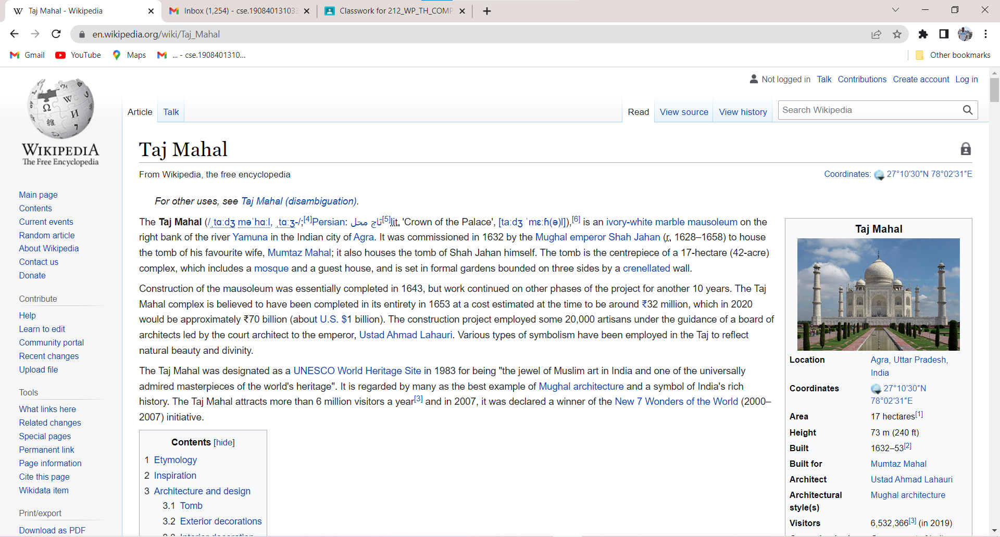 Taj Mahal - Wikipedia
Inbox (1,254) - cse.19084013103
Classwork for 212_WP_TH_COMP
en.wikipedia.org/wiki/Taj_Mahal
Gmail
YouTube
Maps
... - cse.1908401310...
Other bookmarks
Not logged in Talk Contributions Create account Log in
Article Talk
Read View source View history
Search Wikipedia
WIKIPEDIA
The Free Encyclopedia
Main page
Contents
Current events
Random article
About Wikipedia
Contact us
Donate
Contribute
Help
Learn to edit
Community portal
Recent changes
Upload file
Tools
What links here
Related changes
Special pages
Permanent link
Page information
Cite this page
Wikidata item
Print/export
Download as PDF
Taj Mahal
From Wikipedia, the free encyclopedia
Coordinates: 27°10′30″N 78°02′31″E
For other uses, see Taj Mahal (disambiguation).
The Taj Mahal (/ˌtɑːdʒ məˈhɑːl, ˌtɑːʒ-/;[4]Persian: تاج محل[5]lit. 'Crown of the Palace', [taːdʒ ˈmɛːɦ(ə)l]),[6] is an ivory-white marble mausoleum on the
right bank of the river Yamuna in the Indian city of Agra. It was commissioned in 1632 by the Mughal emperor Shah Jahan (r. 1628–1658) to house
the tomb of his favourite wife, Mumtaz Mahal; it also houses the tomb of Shah Jahan himself. The tomb is the centrepiece of a 17-hectare (42-acre)
complex, which includes a mosque and a guest house, and is set in formal gardens bounded on three sides by a crenellated wall.
Construction of the mausoleum was essentially completed in 1643, but work continued on other phases of the project for another 10 years. The Taj
Mahal complex is believed to have been completed in its entirety in 1653 at a cost estimated at the time to be around ₹32 million, which in 2020
would be approximately ₹70 billion (about U.S. $1 billion). The construction project employed some 20,000 artisans under the guidance of a board of
architects led by the court architect to the emperor, Ustad Ahmad Lahauri. Various types of symbolism have been employed in the Taj to reflect
natural beauty and divinity.
The Taj Mahal was designated as a UNESCO World Heritage Site in 1983 for being "the jewel of Muslim art in India and one of the universally
admired masterpieces of the world's heritage". It is regarded by many as the best example of Mughal architecture and a symbol of India's rich
history. The Taj Mahal attracts more than 6 million visitors a year[3] and in 2007, it was declared a winner of the New 7 Wonders of the World (2000–
2007) initiative.
Contents [hide]
1 Etymology
2 Inspiration
3 Architecture and design
3.1 Tomb
3.2 Exterior decorations
Taj Mahal
Location Agra, Uttar Pradesh,
India
Coordinates 27°10′30″N
78°02′31″E
Area 17 hectares[1]
Height 73 m (240 ft)
Built 1632–53[2]
Built for Mumtaz Mahal
Architect Ustad Ahmad Lahauri
Architectural Mughal architecture
style(s)
Visitors 6,532,366[3] (in 2019)